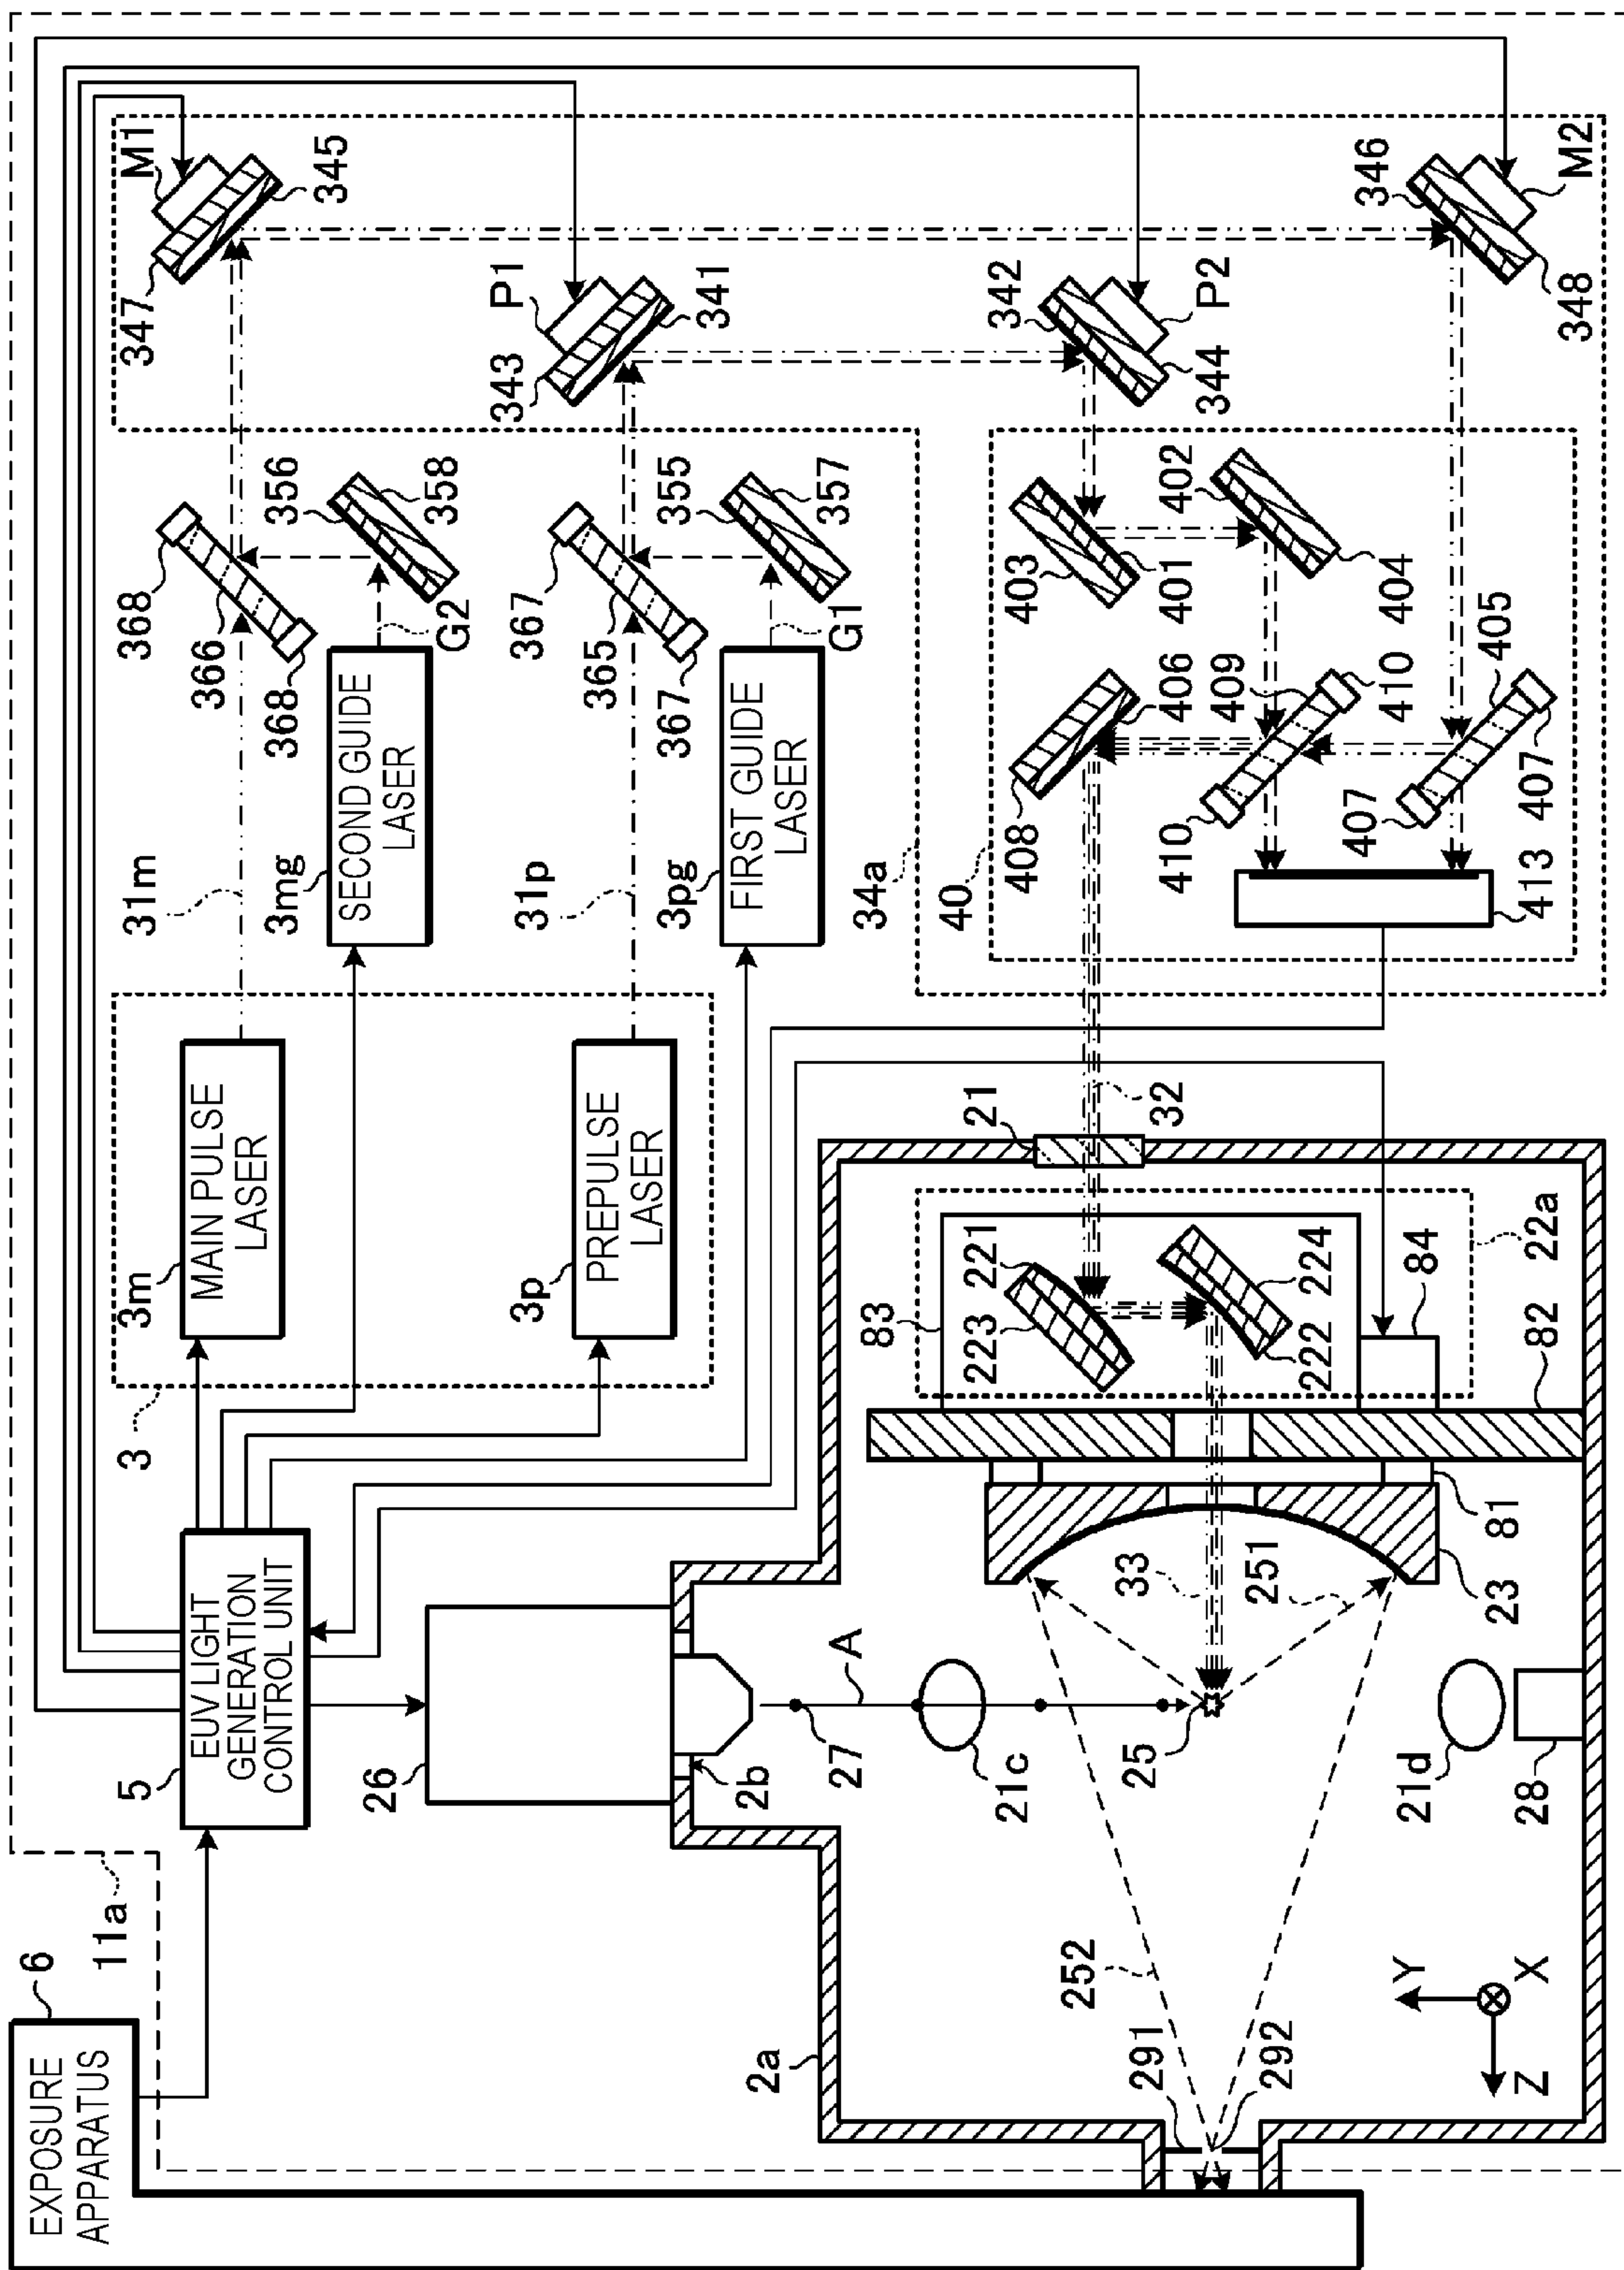 EXPOSURE
APPARATUS
6
11a
5
EUV LIGHT
GENERATION
CONTROL UNIT
3
3m
MAIN PULSE
LASER
31m
3mg
SECOND GUIDE
LASER
G2
368
366
368
356
358
347
M1
345
3p
PREPULSE
LASER
31p
3pg
FIRST GUIDE
LASER
G1
367
365
367
355
357
343
P1
341
26
2b
27
A
21c
25
21d
28
2a
252
291
292
Y
Z
X
33
251
23
81
82
83
84
22a
223
221
222
224
21
32
34a
40
408
406
403
401
402
404
410
409
410
407
405
407
413
342
P2
344
346
M2
348